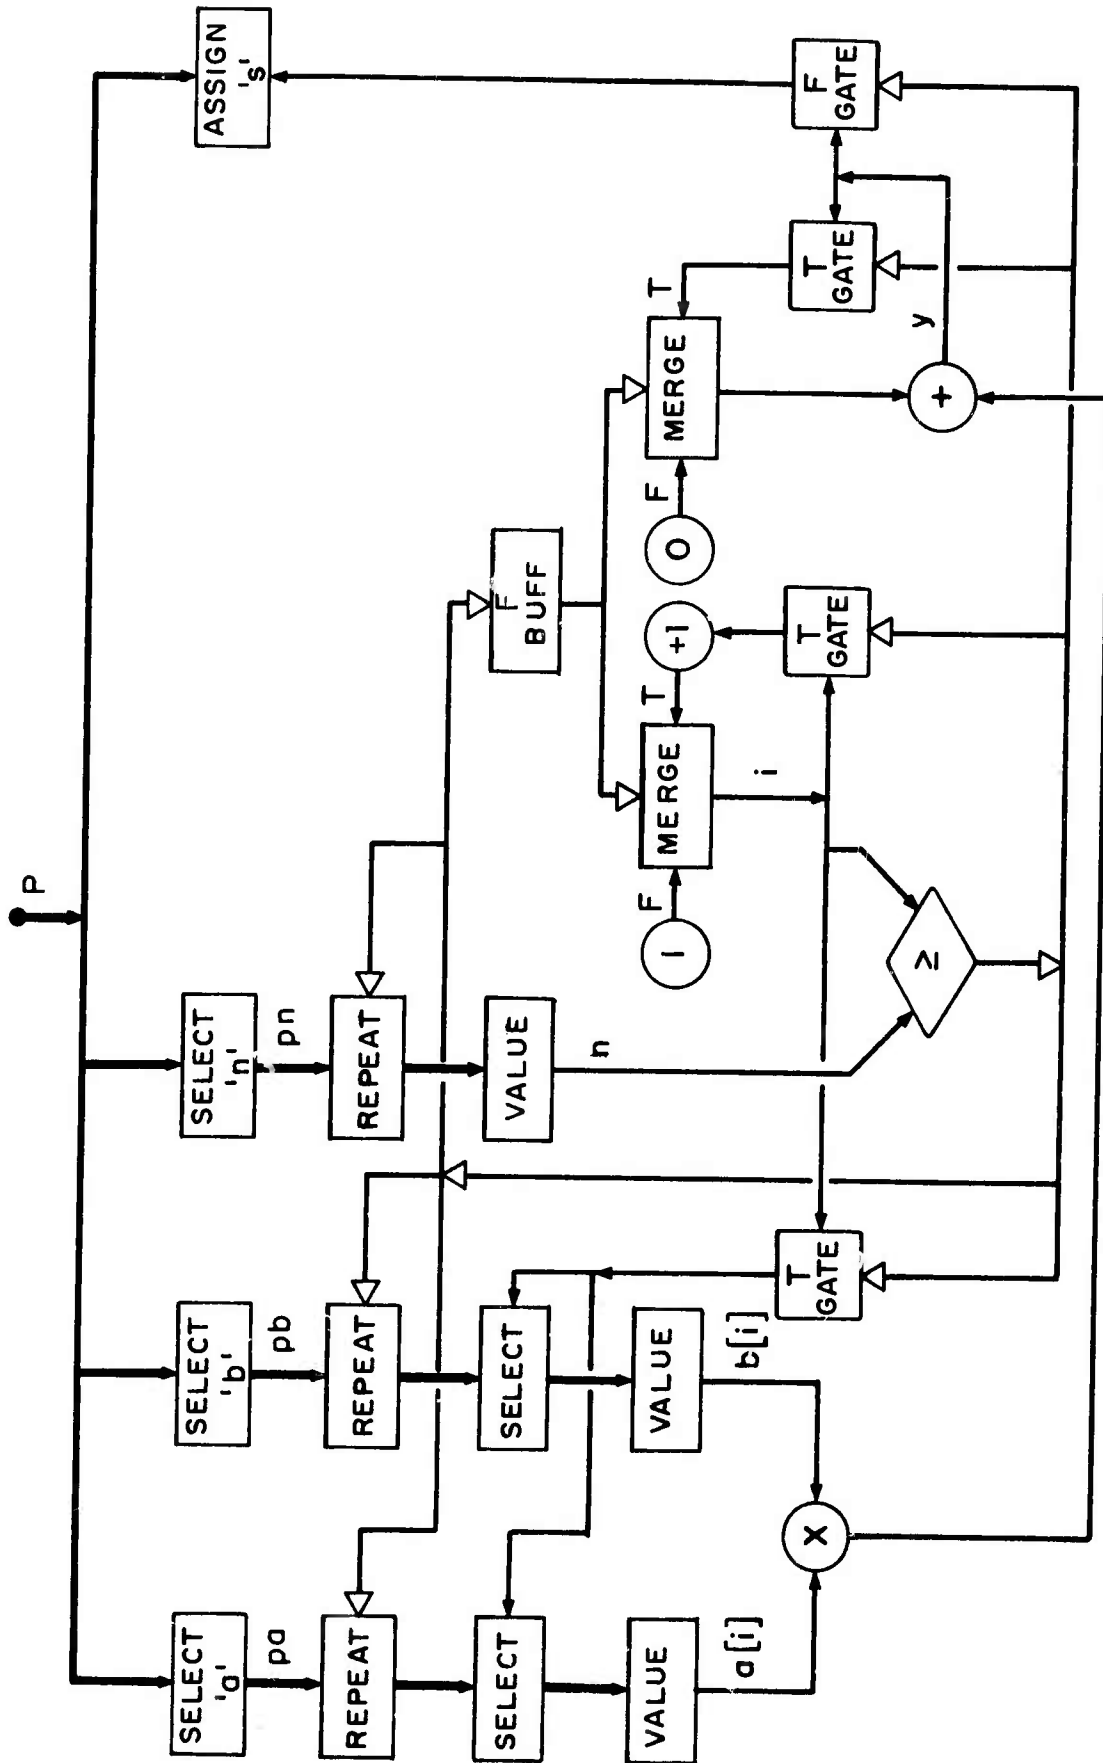 P
SELECT
'a'
SELECT
'b'
SELECT
'n'
ASSIGN
's'
pa
pb
pn
REPEAT
REPEAT
REPEAT
SELECT
SELECT
VALUE
F
BUFF
VALUE
VALUE
n
1
F
MERGE
T
+1
0
F
MERGE
T
a[i]
b[i]
i
T
GATE
T
GATE
T
GATE
F
GATE
X
≥
+
y